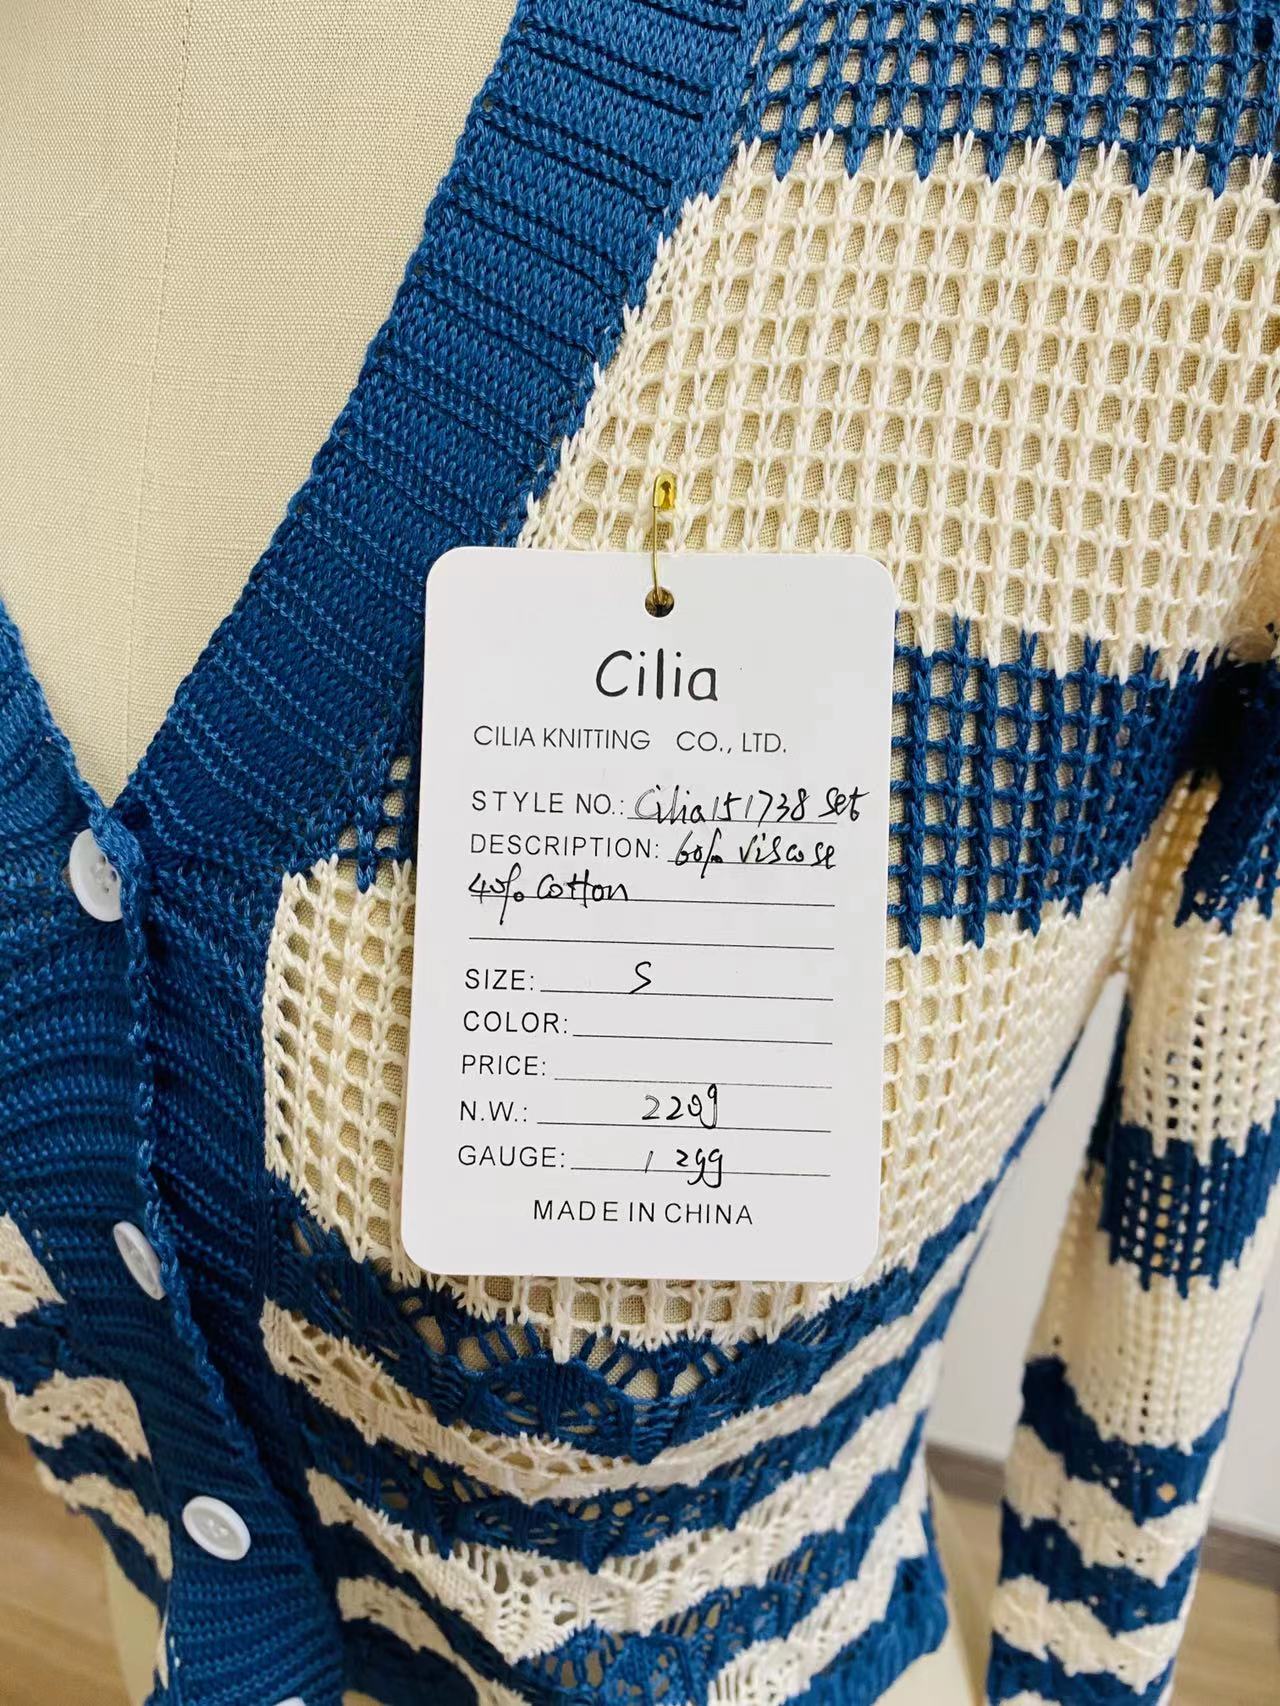 Cilia
CILIA KNITTING CO., LTD.
STYLE NO.: Cilia151738 set
DESCRIPTION: 60% viscose
40% cotton
SIZE: S
COLOR:
PRICE:
N.W.: 220g
GAUGE: 12gg
MADE IN CHINA